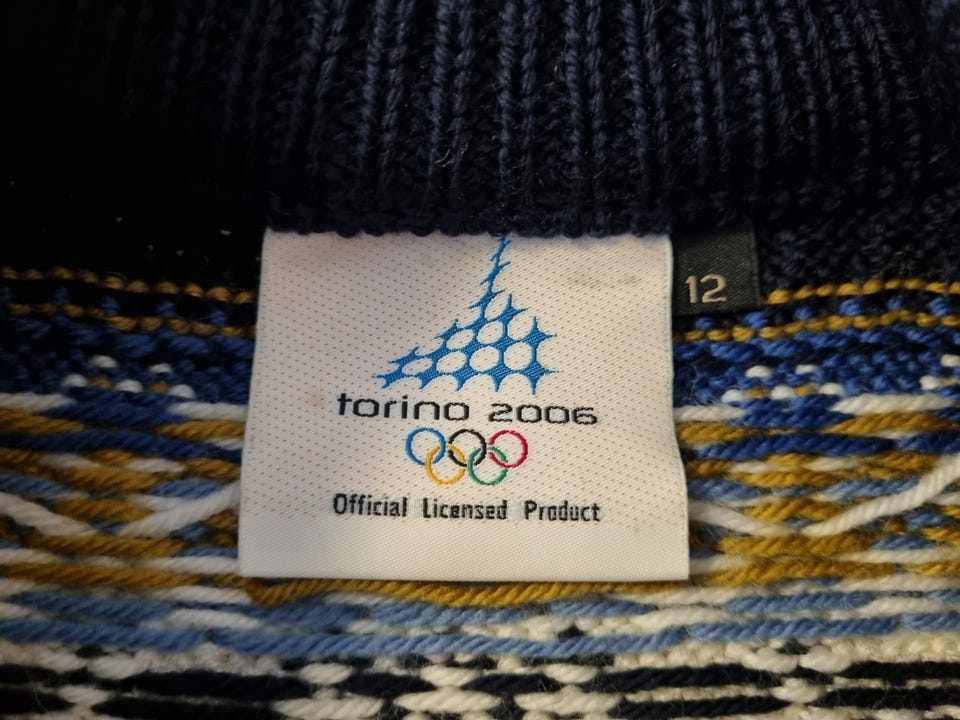 12
torino 2006
Official Licensed Product